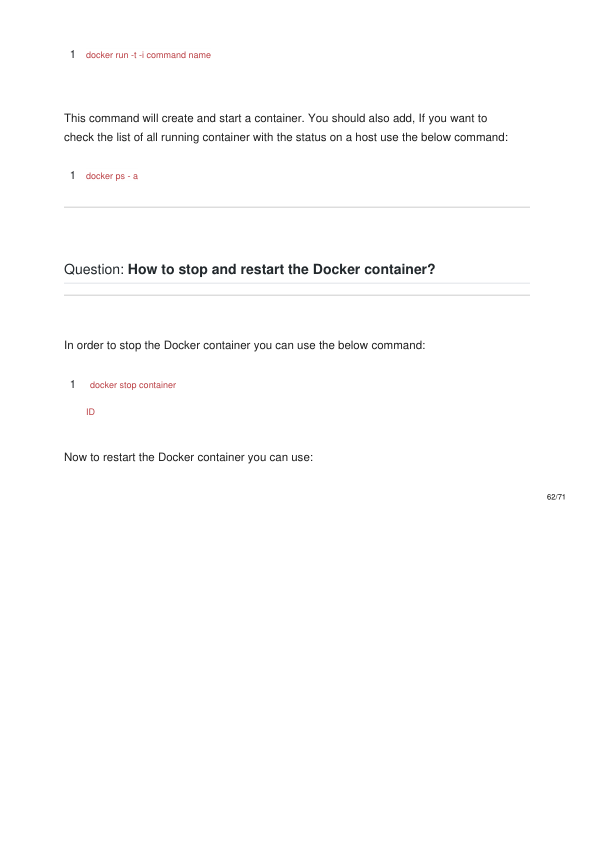 1 docker run -t -i command name
This command will create and start a container. You should also add, If you want to
check the list of all running container with the status on a host use the below command:
1 docker ps - a
Question: How to stop and restart the Docker container?
In order to stop the Docker container you can use the below command:
1 docker stop container
ID
Now to restart the Docker container you can use:
62/71